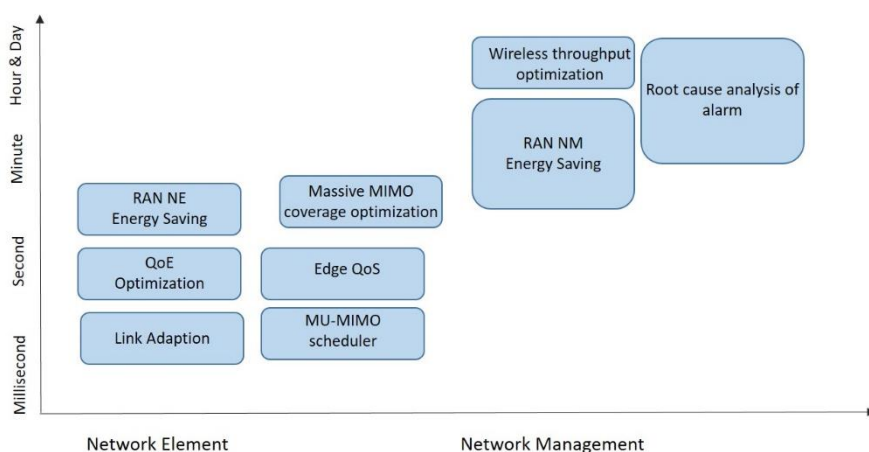 Hour & Day
Minute
Second
Millisecond
Wireless throughput
optimization
Root cause analysis of
alarm
RAN NM
Energy Saving
RAN NE
Energy Saving
Massive MIMO
coverage optimization
QoE
Optimization
Edge QoS
Link Adaption
MU-MIMO
scheduler
Network Element
Network Management